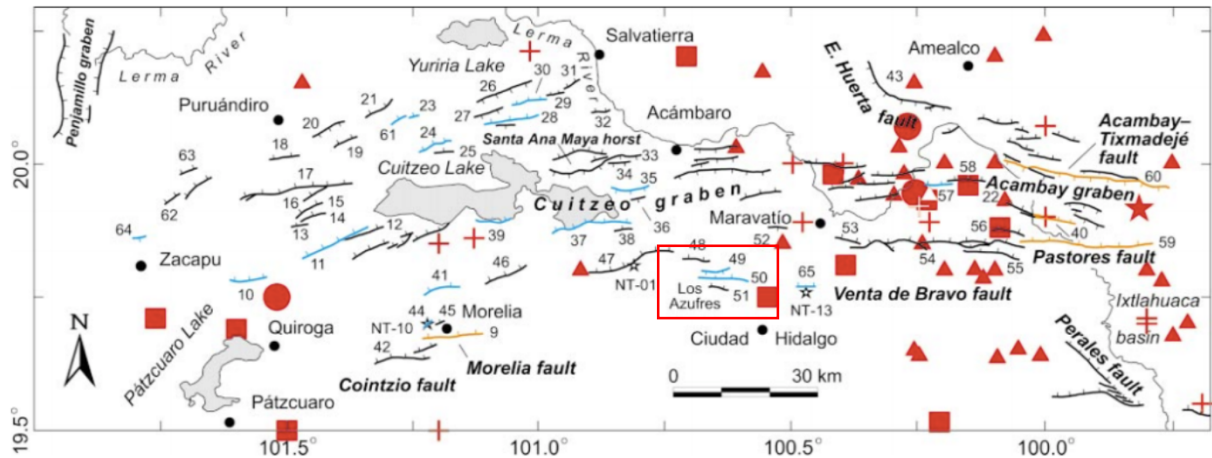 Penjamillo graben
Lerma River
Yuriria Lake
Lerma River
Salvatierra
Amealco
E. Huerta fault
43
Puruándiro
21
23
26
30
31
29
27
28
32
61
20
19
24
25
18
Acámbaro
Santa Ana Maya horst
Acambay–
Tixmadejé
fault
20.0°
63
Cuitzeo Lake
33
34
35
58
60
17
16
15
14
62
Cuitzeo graben
57
22
Acambay graben
64
13
12
36
Maravatío
56
40
39
37
38
52
53
59
Zacapu
11
47
48
54
55
Pastores fault
46
49
50
NT-01
Los
Azufres
51
65
NT-13
Venta de Bravo fault
10
41
Ixtlahuaca
basin
Pátzcuaro Lake
Quiroga
44
45
Morelia
NT-10
9
Ciudad Hidalgo
N
42
Morelia fault
Cointzio fault
Perales fault
0 30 km
Pátzcuaro
19.5°
101.5° 101.0° 100.5° 100.0°